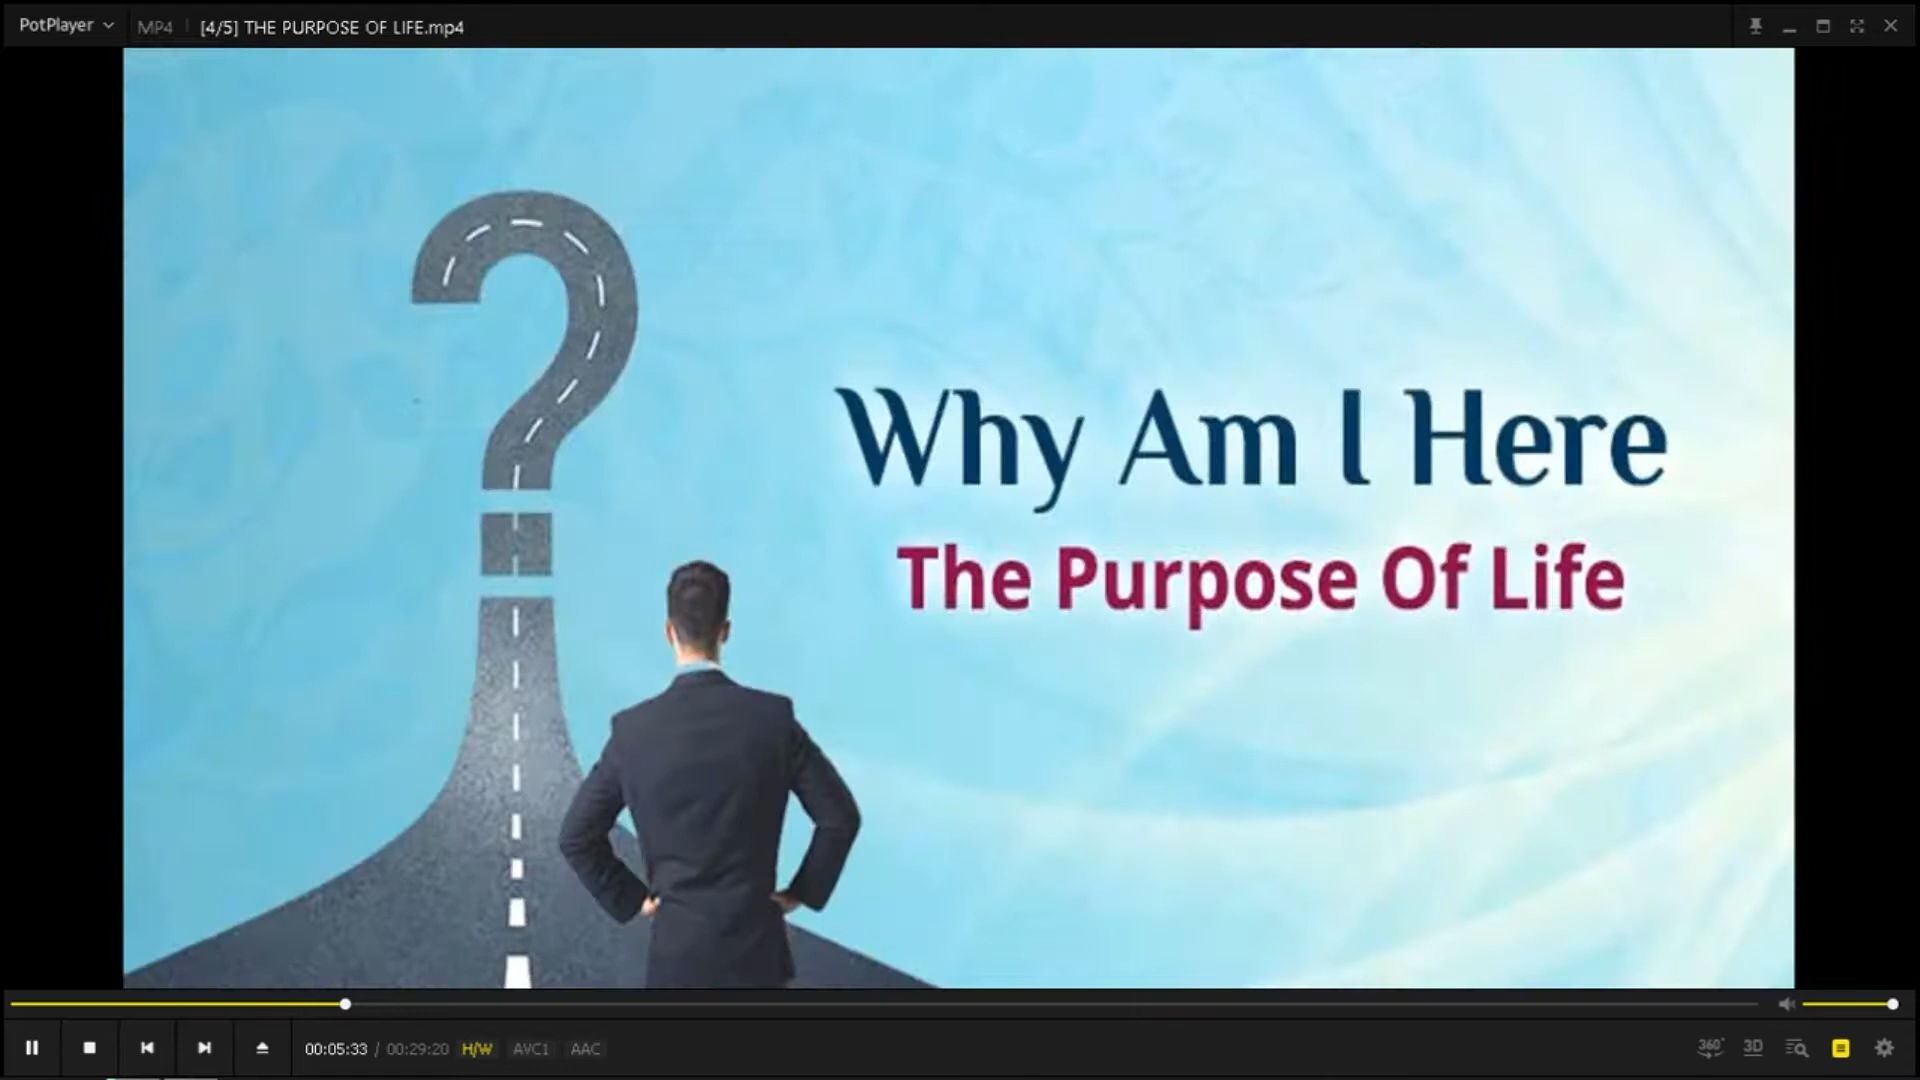 PotPlayer MP4 [4/5] THE PURPOSE OF LIFE.mp4
Why Am I Here
The Purpose Of Life
00:05:33 / 00:29:20 H/W AVC1 AAC 360° 3D